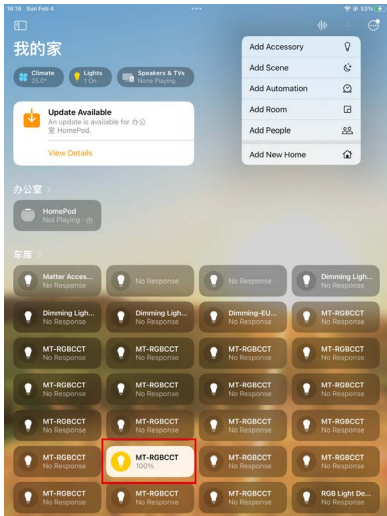 10:18 Sun Feb 4
53%
我的家
Add Accessory
Add Scene
Add Automation
Add Room
Add People
Add New Home
Climate
25.0°
Lights
1 On
Speakers & TVs
None Playing
Update Available
An update is available for 办公
室 HomePod.
View Details
办公室
HomePod
Not Playing
车库
Matter Acces...
No Response
No Response
No Response
Dimming Ligh...
No Response
Dimming Ligh...
No Response
Dimming Ligh...
No Response
Dimming-EU...
No Response
MT-RGBCCT
No Response
MT-RGBCCT
No Response
MT-RGBCCT
No Response
MT-RGBCCT
No Response
MT-RGBCCT
No Response
MT-RGBCCT
No Response
MT-RGBCCT
No Response
MT-RGBCCT
No Response
MT-RGBCCT
No Response
MT-RGBCCT
No Response
MT-RGBCCT
No Response
MT-RGBCCT
No Response
MT-RGBCCT
No Response
MT-RGBCCT
No Response
MT-RGBCCT
100%
MT-RGBCCT
No Response
MT-RGBCCT
No Response
MT-RGBCCT
No Response
MT-RGBCCT
No Response
MT-RGBCCT
No Response
RGB Light De...
No Response